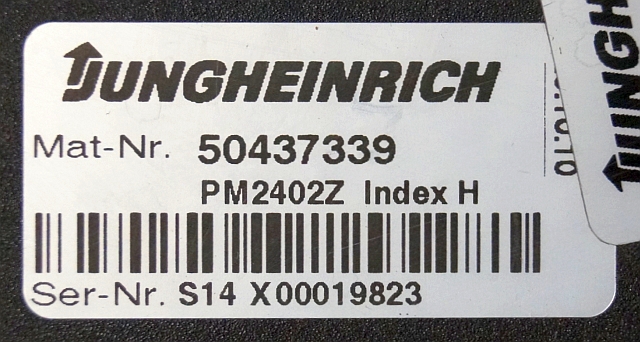 JUNGHEINRICH
Mat-Nr. 50437339
PM2402Z Index H
Ser-Nr. S14 X00019823
JUNGH